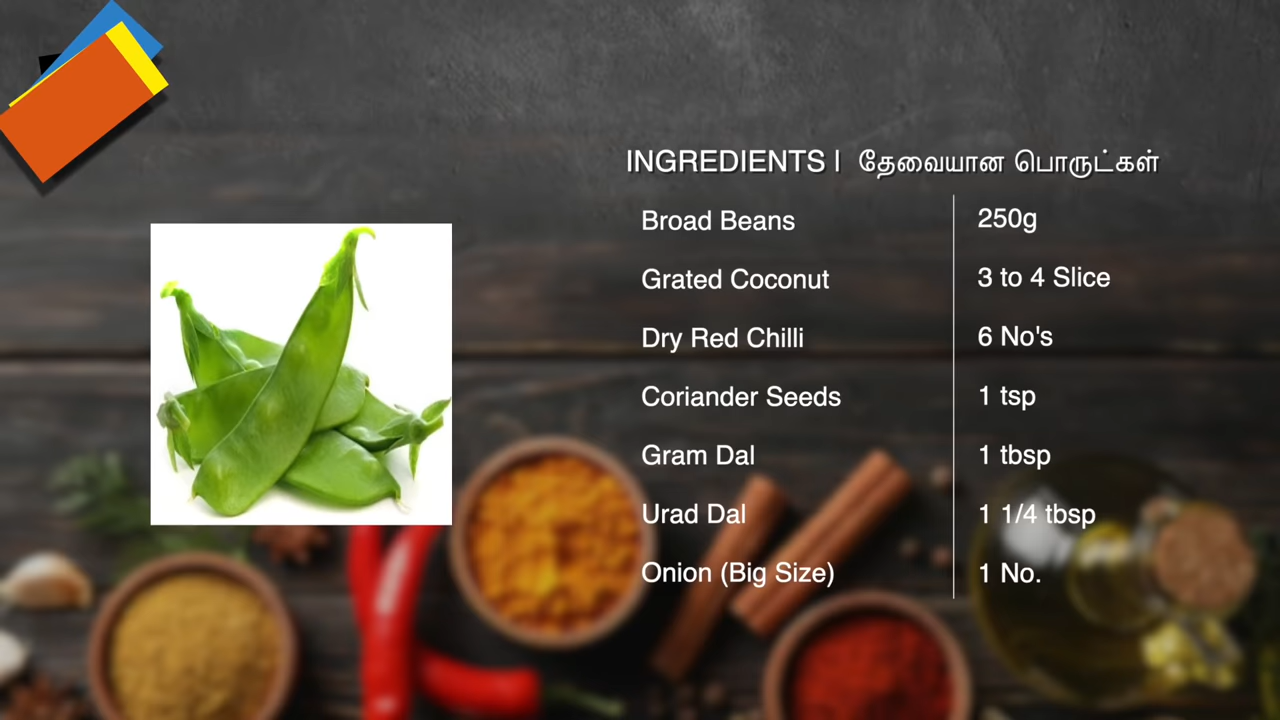 INGREDIENTS | தேவையான பொருட்கள்
Broad Beans 250g
Grated Coconut 3 to 4 Slice
Dry Red Chilli 6 No's
Coriander Seeds 1 tsp
Gram Dal 1 tbsp
Urad Dal 1 1/4 tbsp
Onion (Big Size) 1 No.